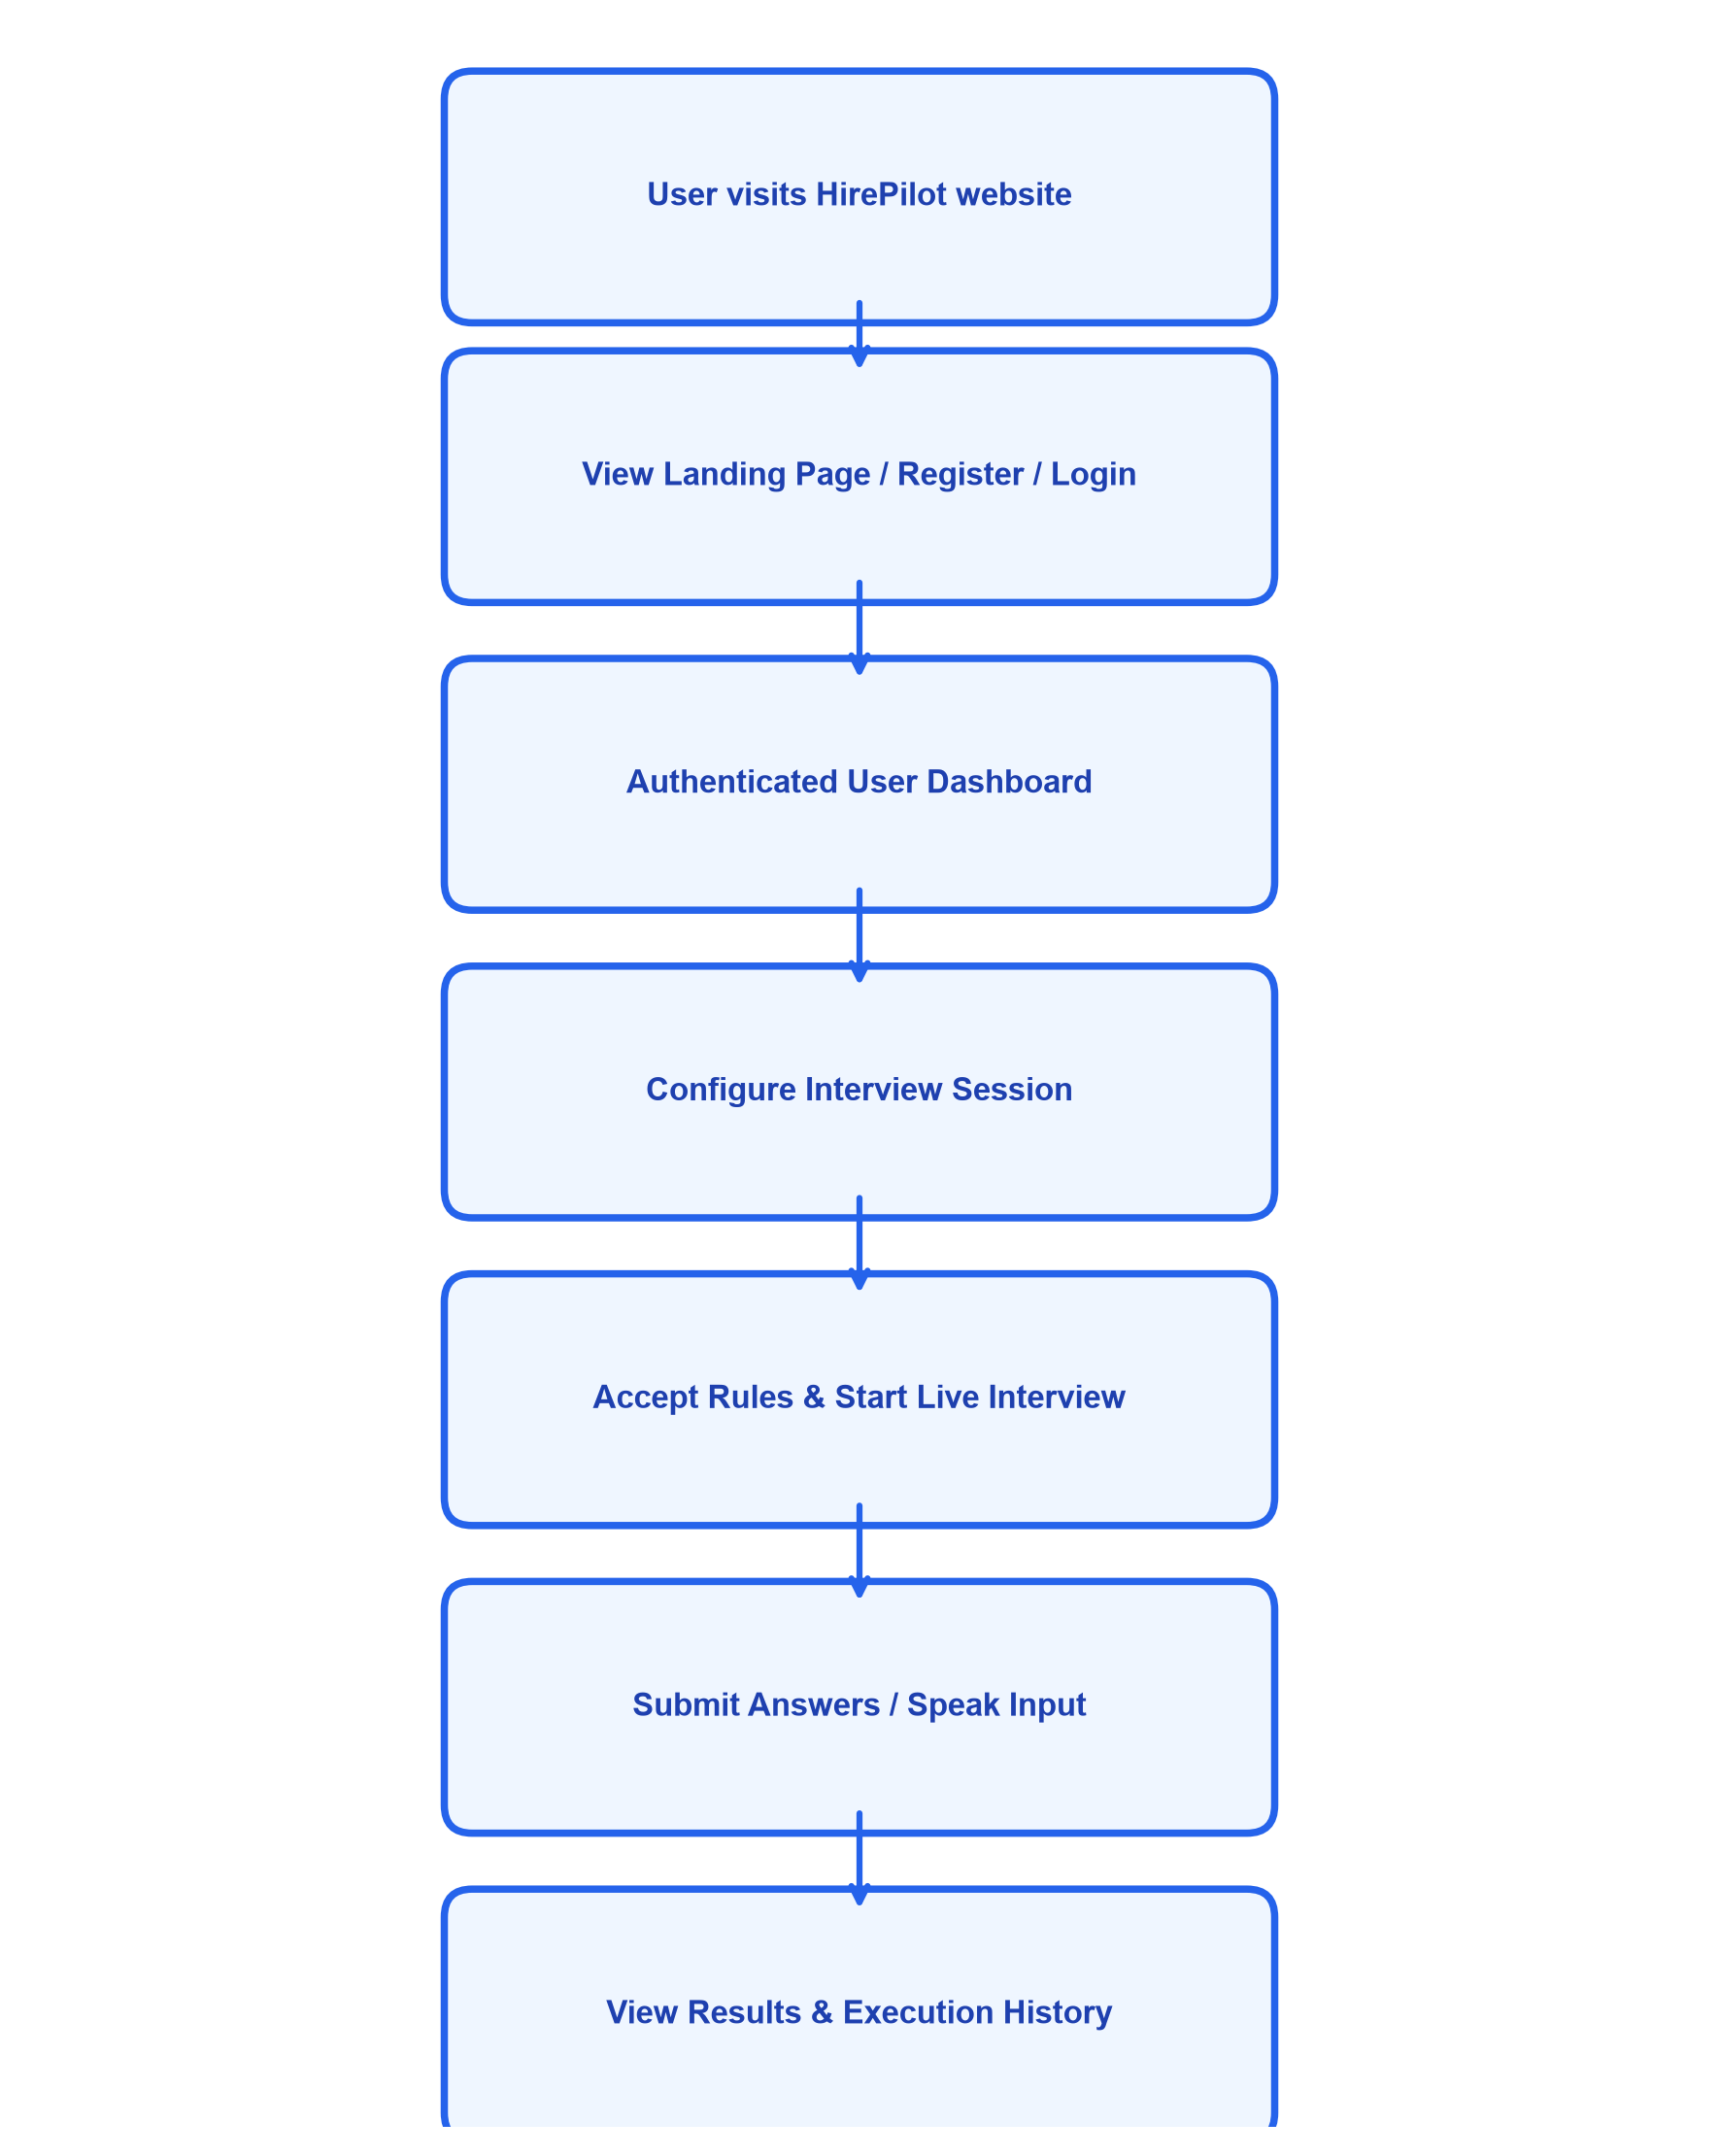 User visits HirePilot website
View Landing Page / Register / Login
Authenticated User Dashboard
Configure Interview Session
Accept Rules & Start Live Interview
Submit Answers / Speak Input
View Results & Execution History